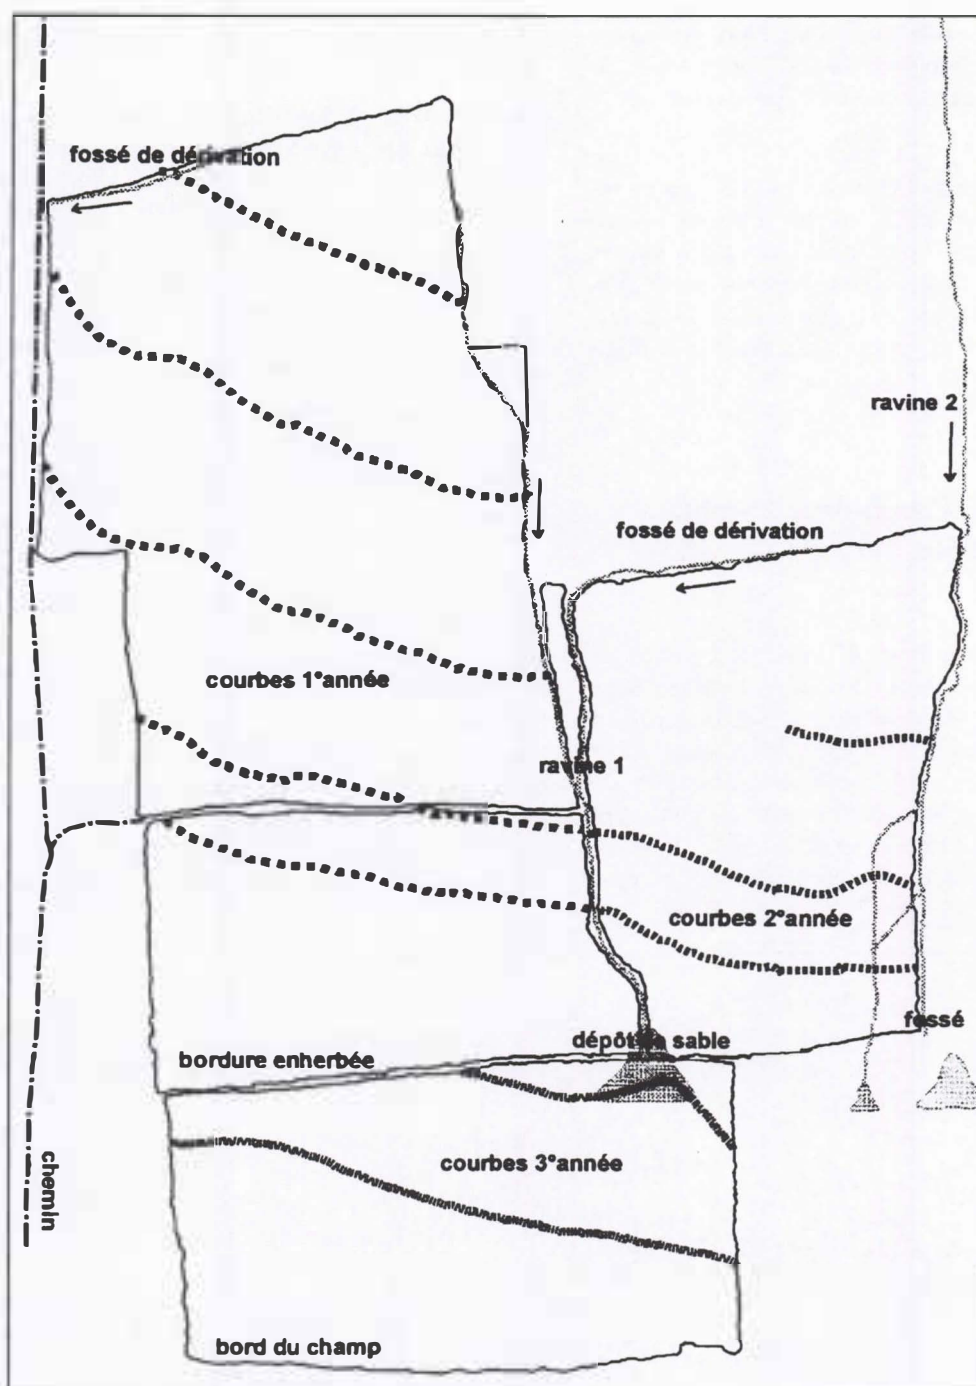 fossé de dérivation
ravine 2
fossé de dérivation
courbes 1°année
ravine 1
courbes 2°année
fossé
dépôt de sable
bordure enherbée
courbes 3°année
chemin
bord du champ